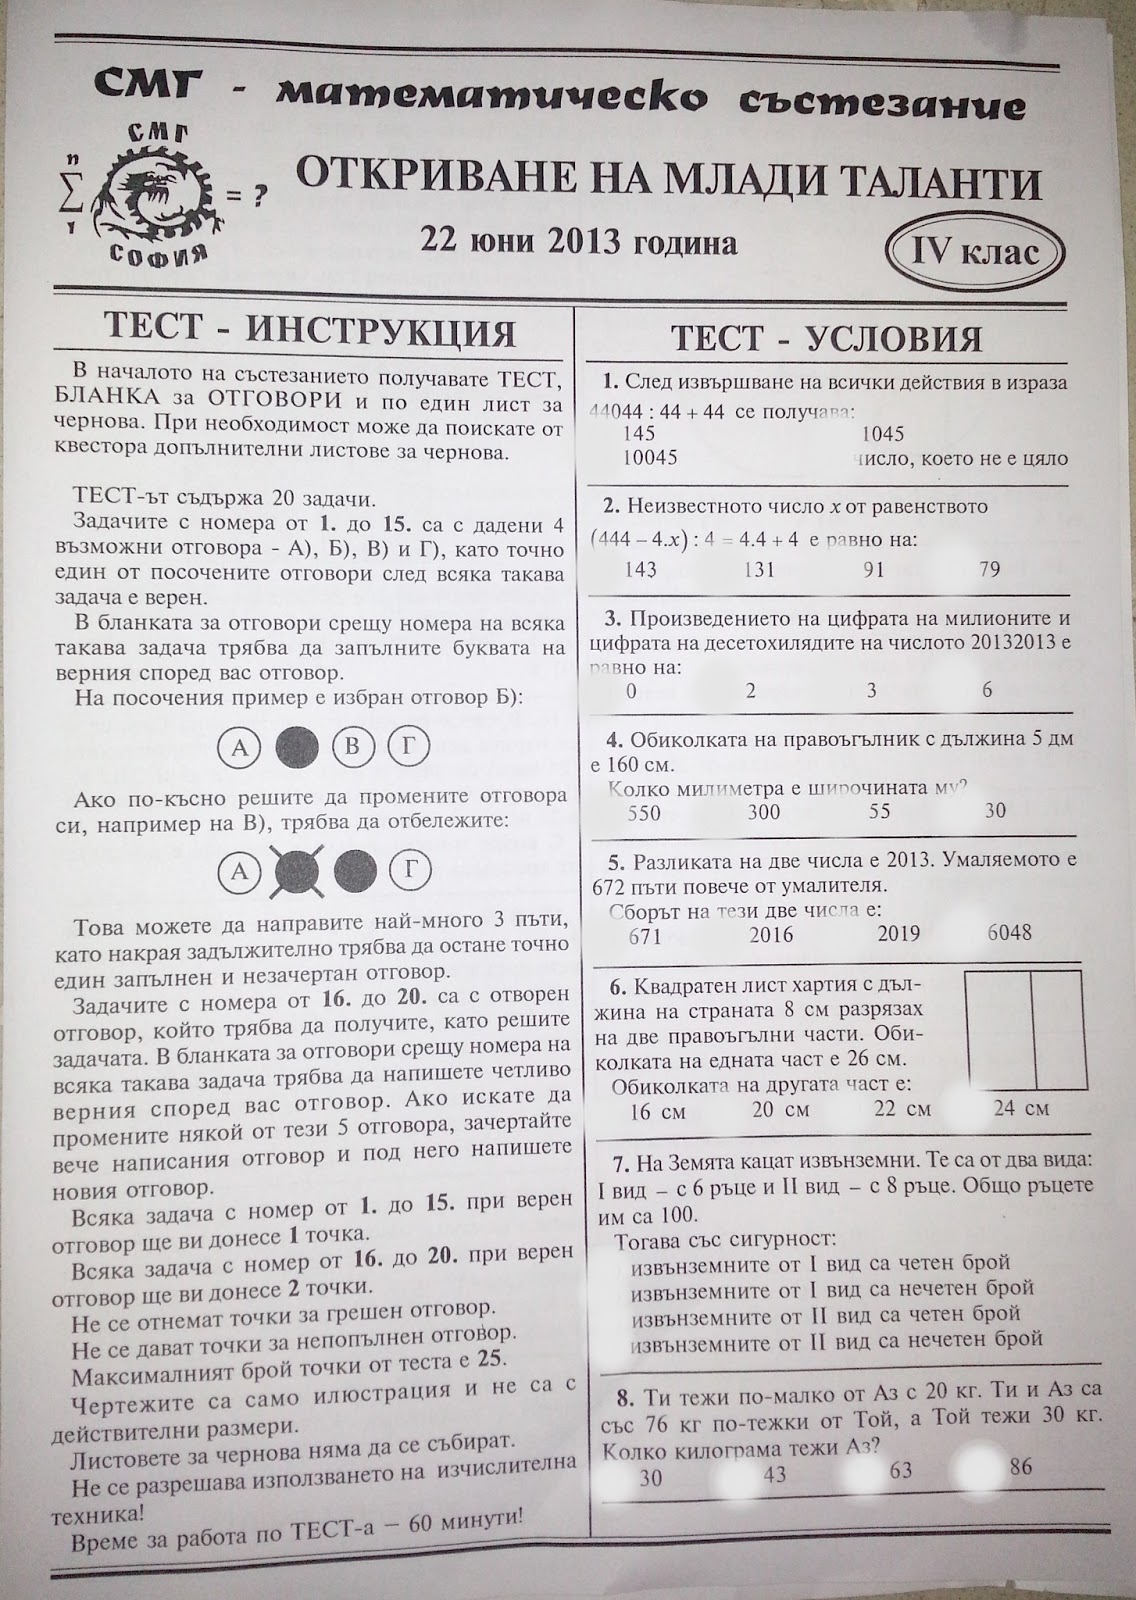 СМГ - математическо състезание
СМГ
n
∑
1
= ?
СОФИЯ
ОТКРИВАНЕ НА МЛАДИ ТАЛАНТИ
22 юни 2013 година
IV клас
ТЕСТ - ИНСТРУКЦИЯ
В началото на състезанието получавате ТЕСТ,
БЛАНКА за ОТГОВОРИ и по един лист за
чернова. При необходимост може да поискате от
квестора допълнителни листове за чернова.
ТЕСТ-ът съдържа 20 задачи.
Задачите с номера от 1. до 15. са с дадени 4
възможни отговора - А), Б), В) и Г), като точно
един от посочените отговори след всяка такава
задача е верен.
В бланката за отговори срещу номера на всяка
такава задача трябва да запълните буквата на
верния според вас отговор.
На посочения пример е избран отговор Б):
А В Г
Ако по-късно решите да промените отговора
си, например на В), трябва да отбележите:
А Г
Това можете да направите най-много 3 пъти,
като накрая задължително трябва да остане точно
един запълнен и незачертан отговор.
Задачите с номера от 16. до 20. са с отворен
отговор, който трябва да получите, като решите
задачата. В бланката за отговори срещу номера на
всяка такава задача трябва да напишете четливо
верния според вас отговор. Ако искате да
промените някой от тези 5 отговора, зачертайте
вече написания отговор и под него напишете
новия отговор.
Всяка задача с номер от 1. до 15. при верен
отговор ще ви донесе 1 точка.
Всяка задача с номер от 16. до 20. при верен
отговор ще ви донесе 2 точки.
Не се отнемат точки за грешен отговор.
Не се дават точки за непопълнен отговор.
Максималният брой точки от теста е 25.
Чертежите са само илюстрация и не са с
действителни размери.
Листовете за чернова няма да се събират.
Не се разрешава използването на изчислителна
техника!
Време за работа по ТЕСТ-а – 60 минути!
ТЕСТ - УСЛОВИЯ
1. След извършване на всички действия в израза
44044 : 44 + 44 се получава:
145 1045
10045 число, което не е цяло
2. Неизвестното число x от равенството
(444 – 4.x) : 4 = 4.4 + 4 е равно на:
143 131 91 79
3. Произведението на цифрата на милионите и
цифрата на десетохилядите на числото 20132013 е
равно на:
0 2 3 6
4. Обиколката на правоъгълник с дължина 5 дм
е 160 см.
Колко милиметра е широчината му?
550 300 55 30
5. Разликата на две числа е 2013. Умаляемото е
672 пъти повече от умалителя.
Сборът на тези две числа е:
671 2016 2019 6048
6. Квадратен лист хартия с дъл-
жина на страната 8 см разрязах
на две правоъгълни части. Оби-
колката на едната част е 26 см.
Обиколката на другата част е:
16 см 20 см 22 см 24 см
7. На Земята кацат извънземни. Те са от два вида:
I вид – с 6 ръце и II вид – с 8 ръце. Общо ръцете
им са 100.
Тогава със сигурност:
извънземните от I вид са четен брой
извънземните от I вид са нечетен брой
извънземните от II вид са четен брой
извънземните от II вид са нечетен брой
8. Ти тежи по-малко от Аз с 20 кг. Ти и Аз са
със 76 кг по-тежки от Той, а Той тежи 30 кг.
Колко килограма тежи Аз?
30 43 63 86